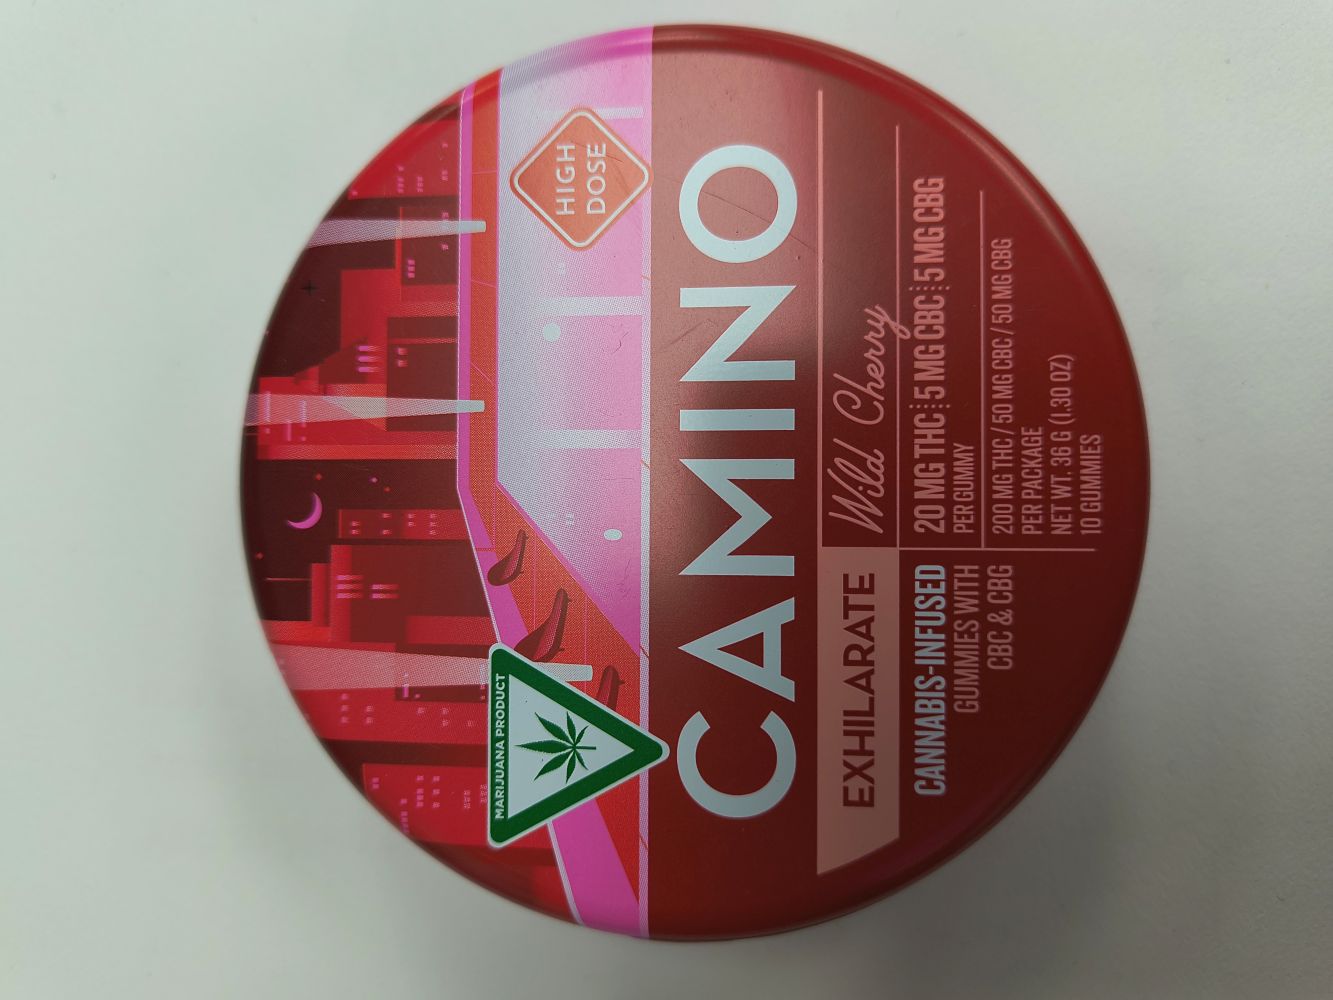 HIGH
DOSE
MARIJUANA PRODUCT
CAMINO
EXHILARATE
Wild Cherry
CANNABIS-INFUSED
GUMMIES WITH
CBC & CBG
20 MG THC ⋮ 5 MG CBC ⋮ 5 MG CBG
PER GUMMY
200 MG THC / 50 MG CBC / 50 MG CBG
PER PACKAGE
NET WT. 36 G (1.30 OZ)
10 GUMMIES